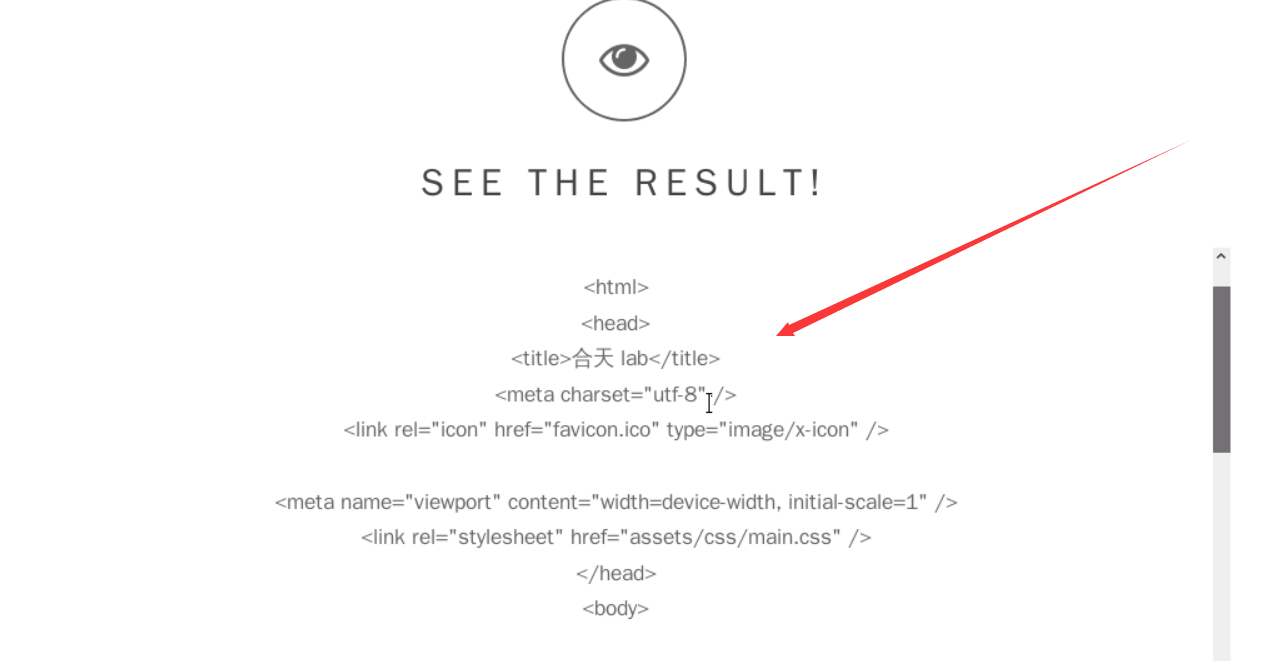 SEE THE RESULT!
<html>
<head>
<title>合天 lab</title>
<meta charset="utf-8" />
<link rel="icon" href="favicon.ico" type="image/x-icon" />
<meta name="viewport" content="width=device-width, initial-scale=1" />
<link rel="stylesheet" href="assets/css/main.css" />
</head>
<body>